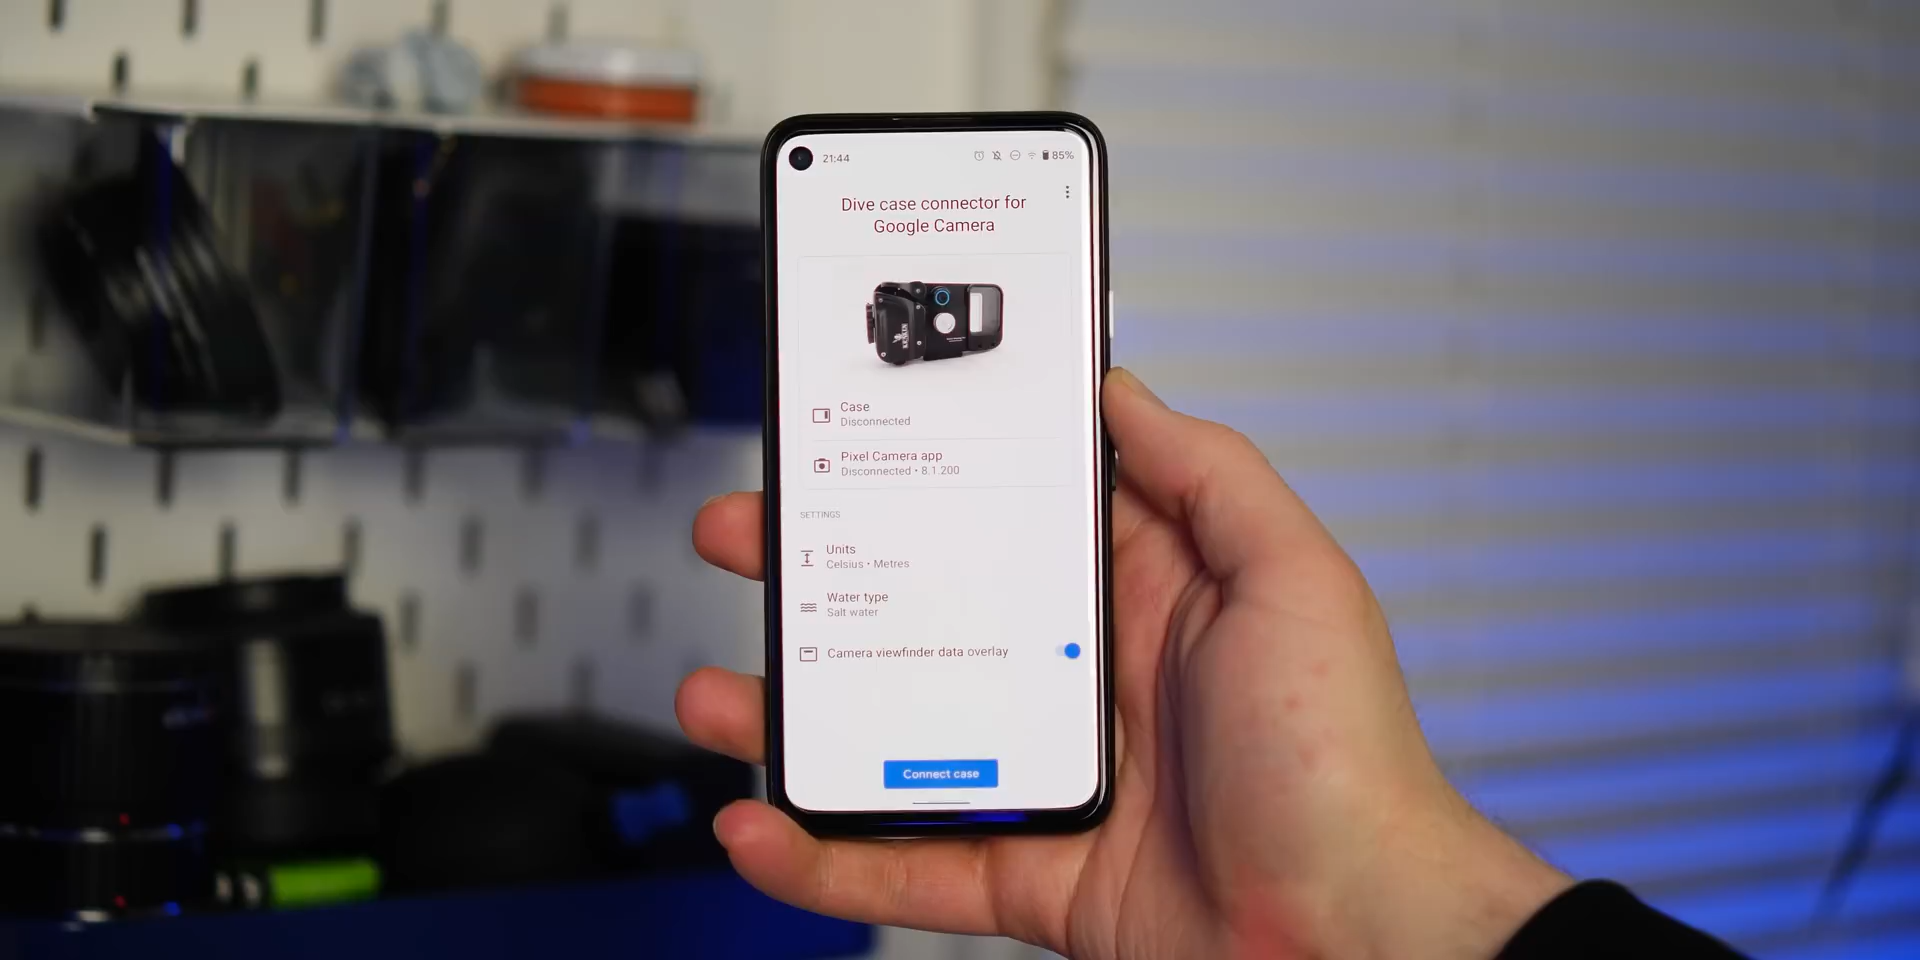 21:44
85%
Dive case connector for
Google Camera
Case
Disconnected
Pixel Camera app
Disconnected • 8.1.200
SETTINGS
Units
Celsius • Metres
Water type
Salt water
Camera viewfinder data overlay
Connect case